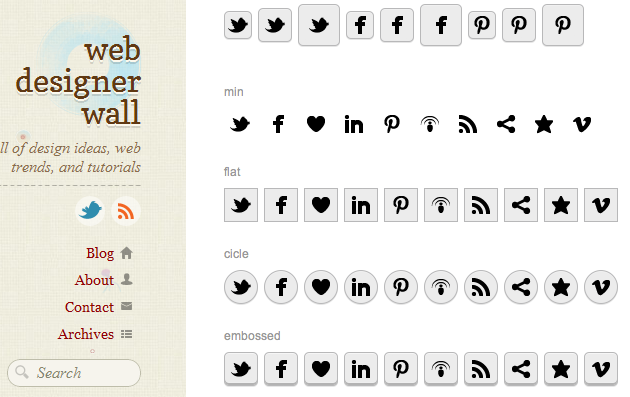 web
designer
wall
ll of design ideas, web
trends, and tutorials
Blog
About
Contact
Archives
Search
min
flat
cicle
embossed